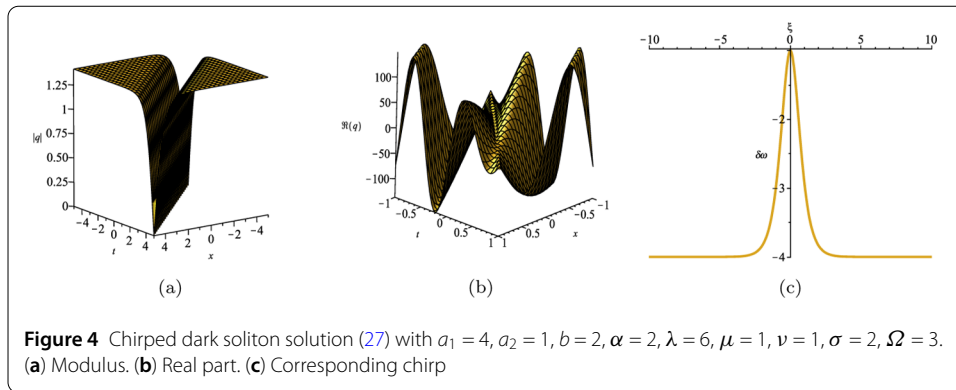 1.25
1
|q| 0.75
0.50
0.25
0
−4 −2 0 2 4
t
4 2 0 −2 −4
x
(a)
100
50
ℜ(q) 0
−50
−100
−1 −0.5 0 0.5 1
t
1 0.5 0 −0.5 −1
x
(b)
ξ
−10 −5 0 5 10
−2
δω
−3
−4
(c)
Figure 4 Chirped dark soliton solution (27) with a₁ = 4, a₂ = 1, b = 2, α = 2, λ = 6, μ = 1, ν = 1, σ = 2, Ω = 3.
(a) Modulus. (b) Real part. (c) Corresponding chirp